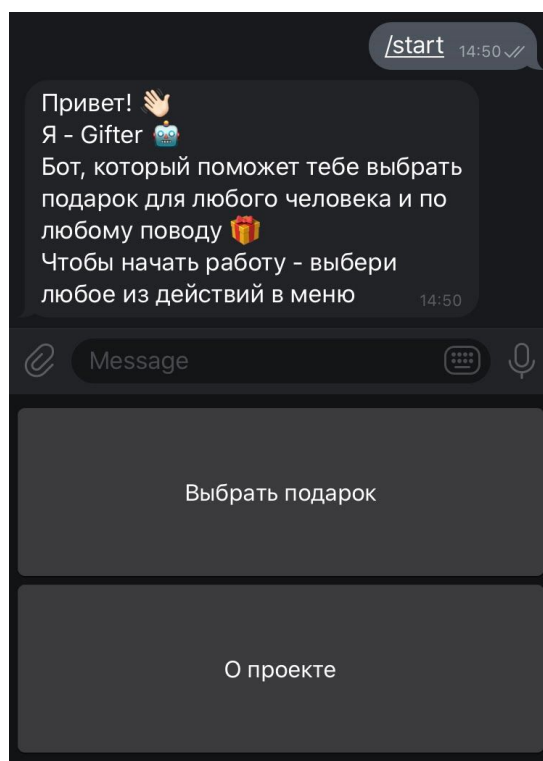 /start 14:50
Привет! 👋🏻
Я - Gifter 🤖
Бот, который поможет тебе выбрать
подарок для любого человека и по
любому поводу 🎁
Чтобы начать работу - выбери
любое из действий в меню 14:50
Message
Выбрать подарок
О проекте